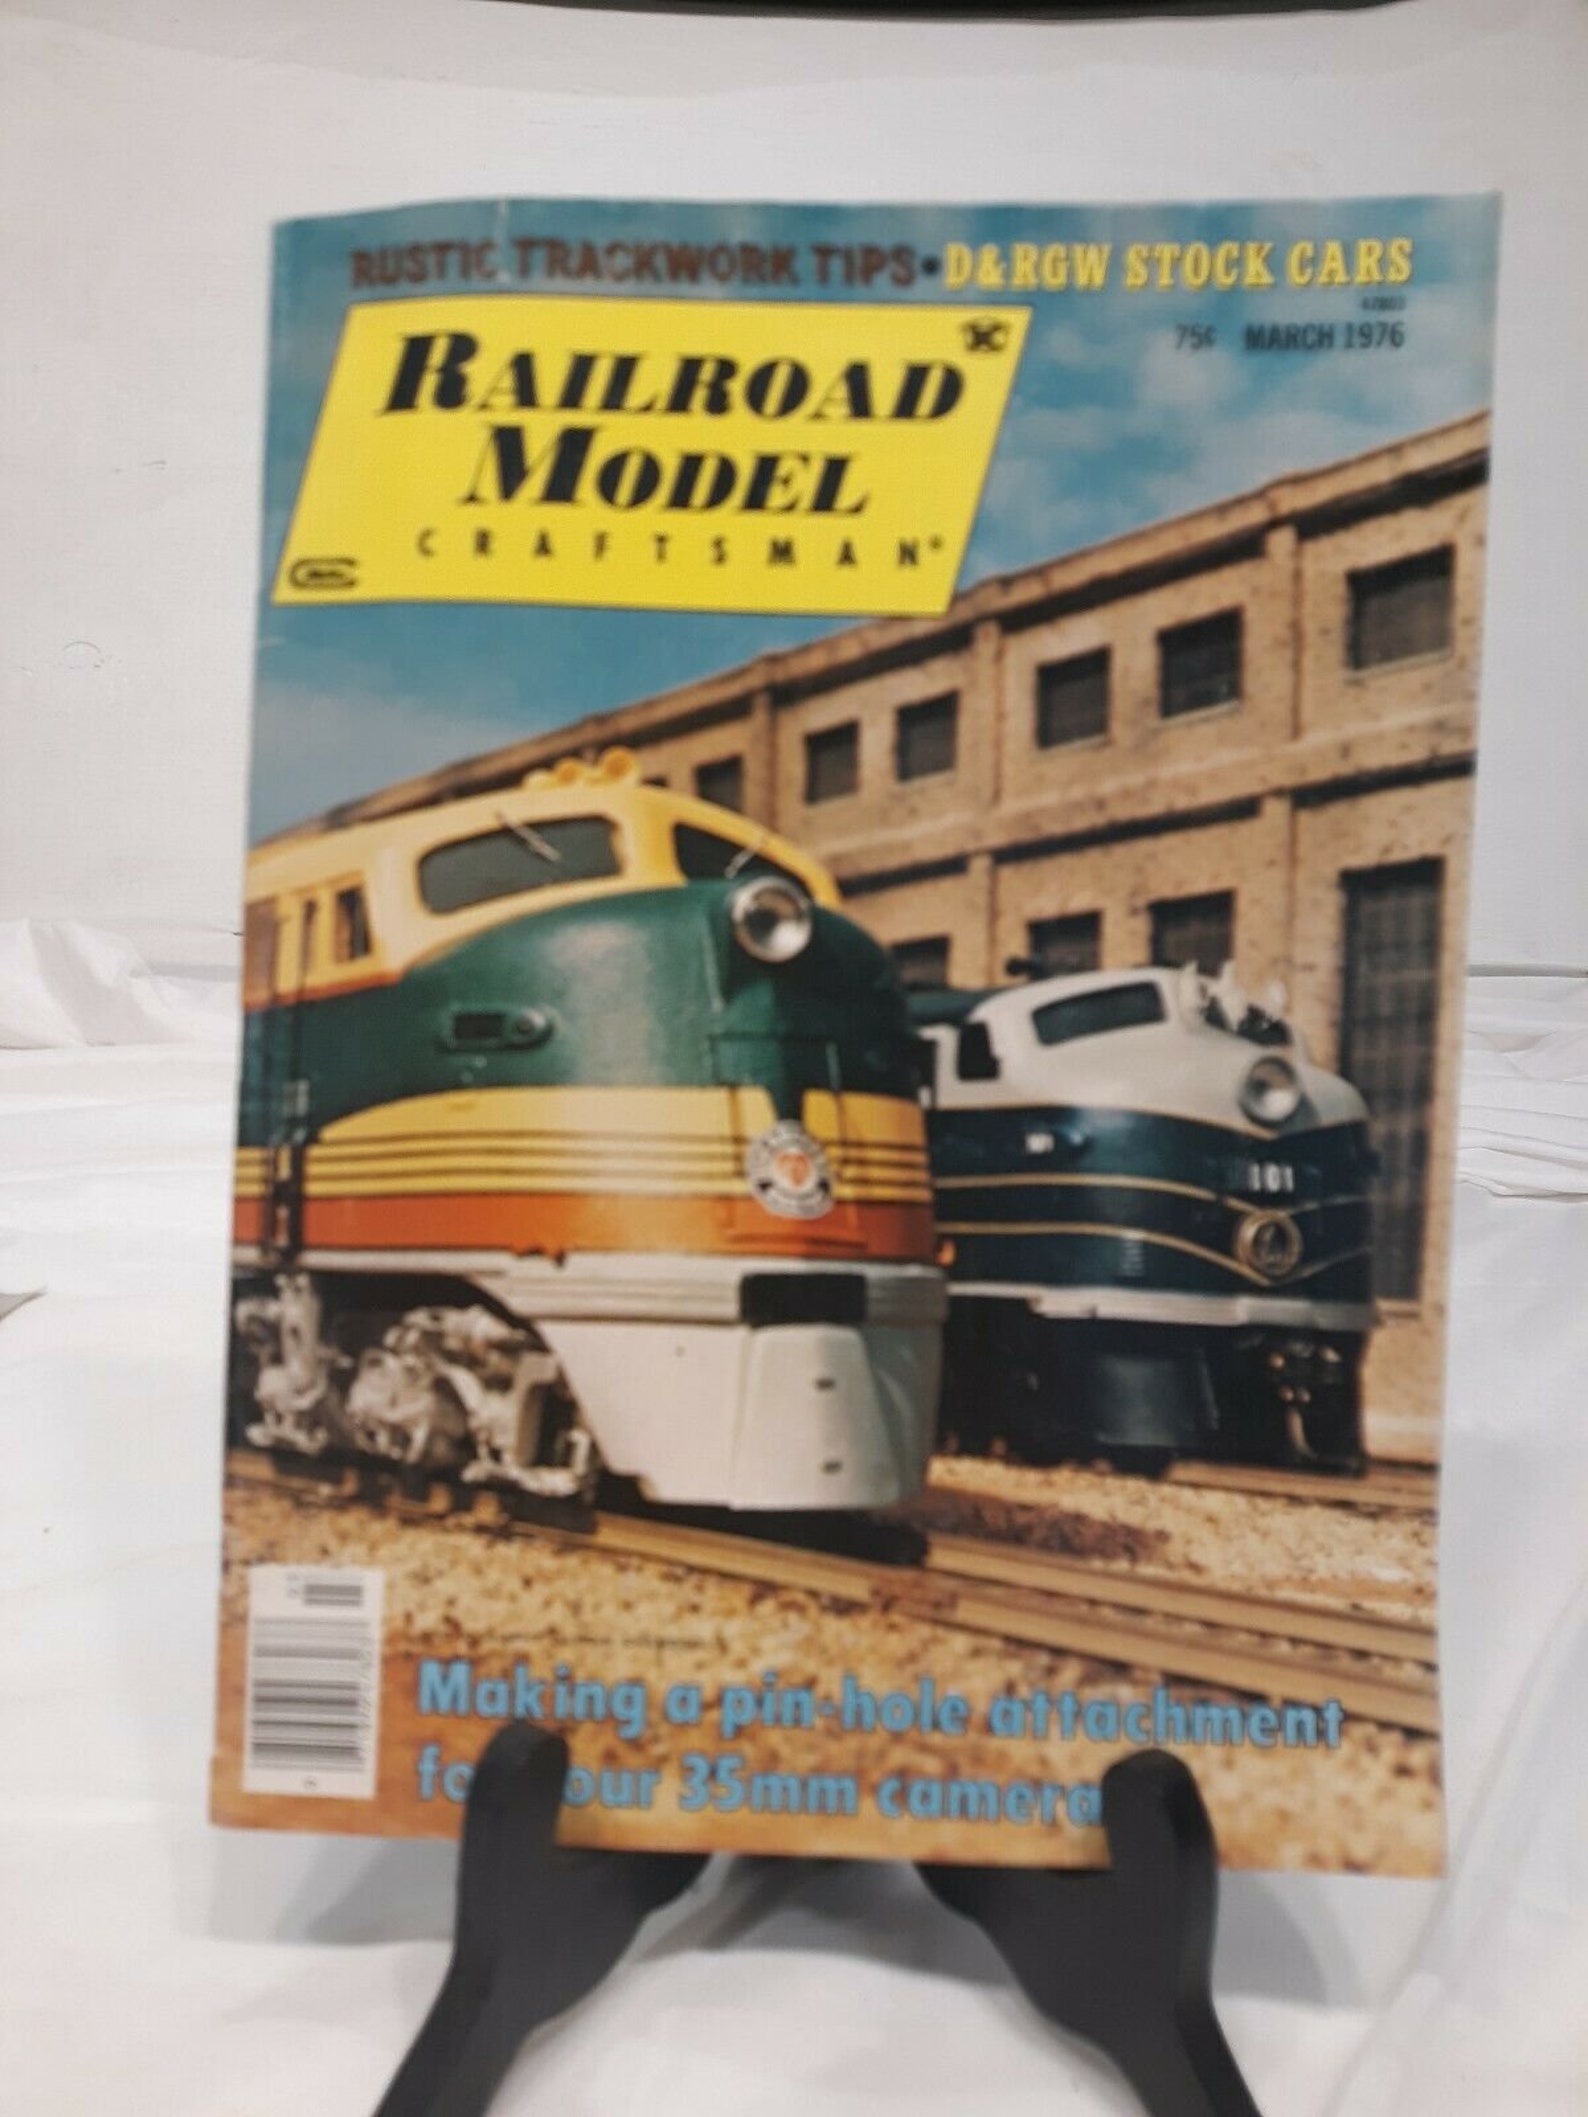 RUSTIC TRACKWORK TIPS • D&RGW STOCK CARS
75¢ MARCH 1976
RAILROAD
MODEL
CRAFTSMAN®
101
Making a pin-hole attachment
our 35mm camera